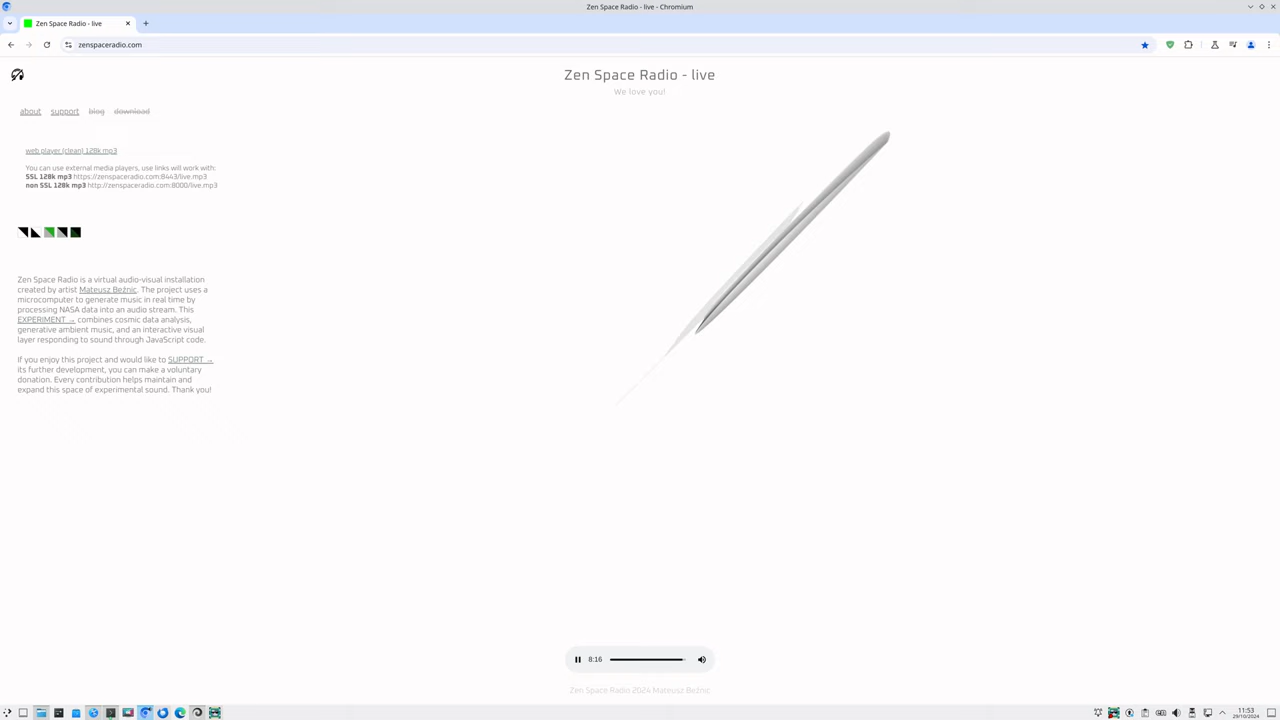 Zen Space Radio - live - Chromium
Zen Space Radio - live
zenspaceradio.com
Zen Space Radio - live
We love you!
about support blog download
web player (clean) 128k mp3
You can use external media players, use links will work with:
SSL 128k mp3 https://zenspaceradio.com:8443/live.mp3
non SSL 128k mp3 http://zenspaceradio.com:8000/live.mp3
Zen Space Radio is a virtual audio-visual installation
created by artist Mateusz Beżnic. The project uses a
microcomputer to generate music in real time by
processing NASA data into an audio stream. This
EXPERIMENT → combines cosmic data analysis,
generative ambient music, and an interactive visual
layer responding to sound through JavaScript code.
If you enjoy this project and would like to SUPPORT →
its further development, you can make a voluntary
donation. Every contribution helps maintain and
expand this space of experimental sound. Thank you!
8:16
Zen Space Radio 2024 Mateusz Beżnic
11:53
29/10/2024